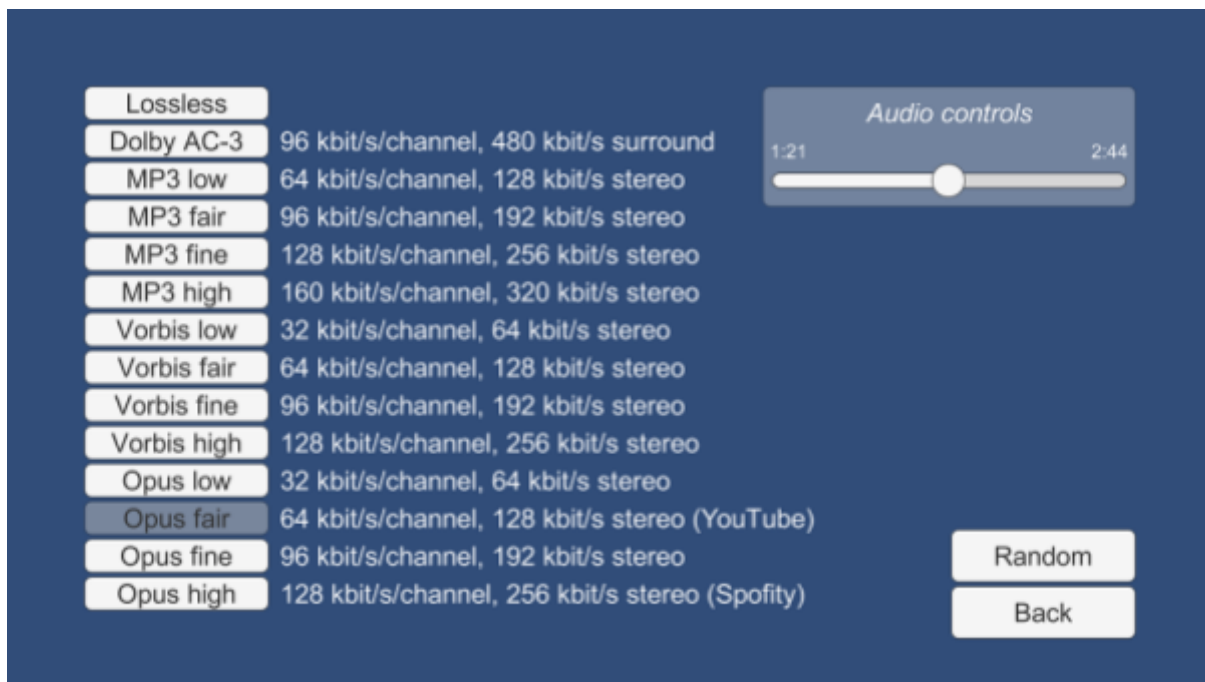 Lossless
Dolby AC-3 96 kbit/s/channel, 480 kbit/s surround
MP3 low 64 kbit/s/channel, 128 kbit/s stereo
MP3 fair 96 kbit/s/channel, 192 kbit/s stereo
MP3 fine 128 kbit/s/channel, 256 kbit/s stereo
MP3 high 160 kbit/s/channel, 320 kbit/s stereo
Vorbis low 32 kbit/s/channel, 64 kbit/s stereo
Vorbis fair 64 kbit/s/channel, 128 kbit/s stereo
Vorbis fine 96 kbit/s/channel, 192 kbit/s stereo
Vorbis high 128 kbit/s/channel, 256 kbit/s stereo
Opus low 32 kbit/s/channel, 64 kbit/s stereo
Opus fair 64 kbit/s/channel, 128 kbit/s stereo (YouTube)
Opus fine 96 kbit/s/channel, 192 kbit/s stereo
Opus high 128 kbit/s/channel, 256 kbit/s stereo (Spofity)
Audio controls
1:21 2:44
Random
Back